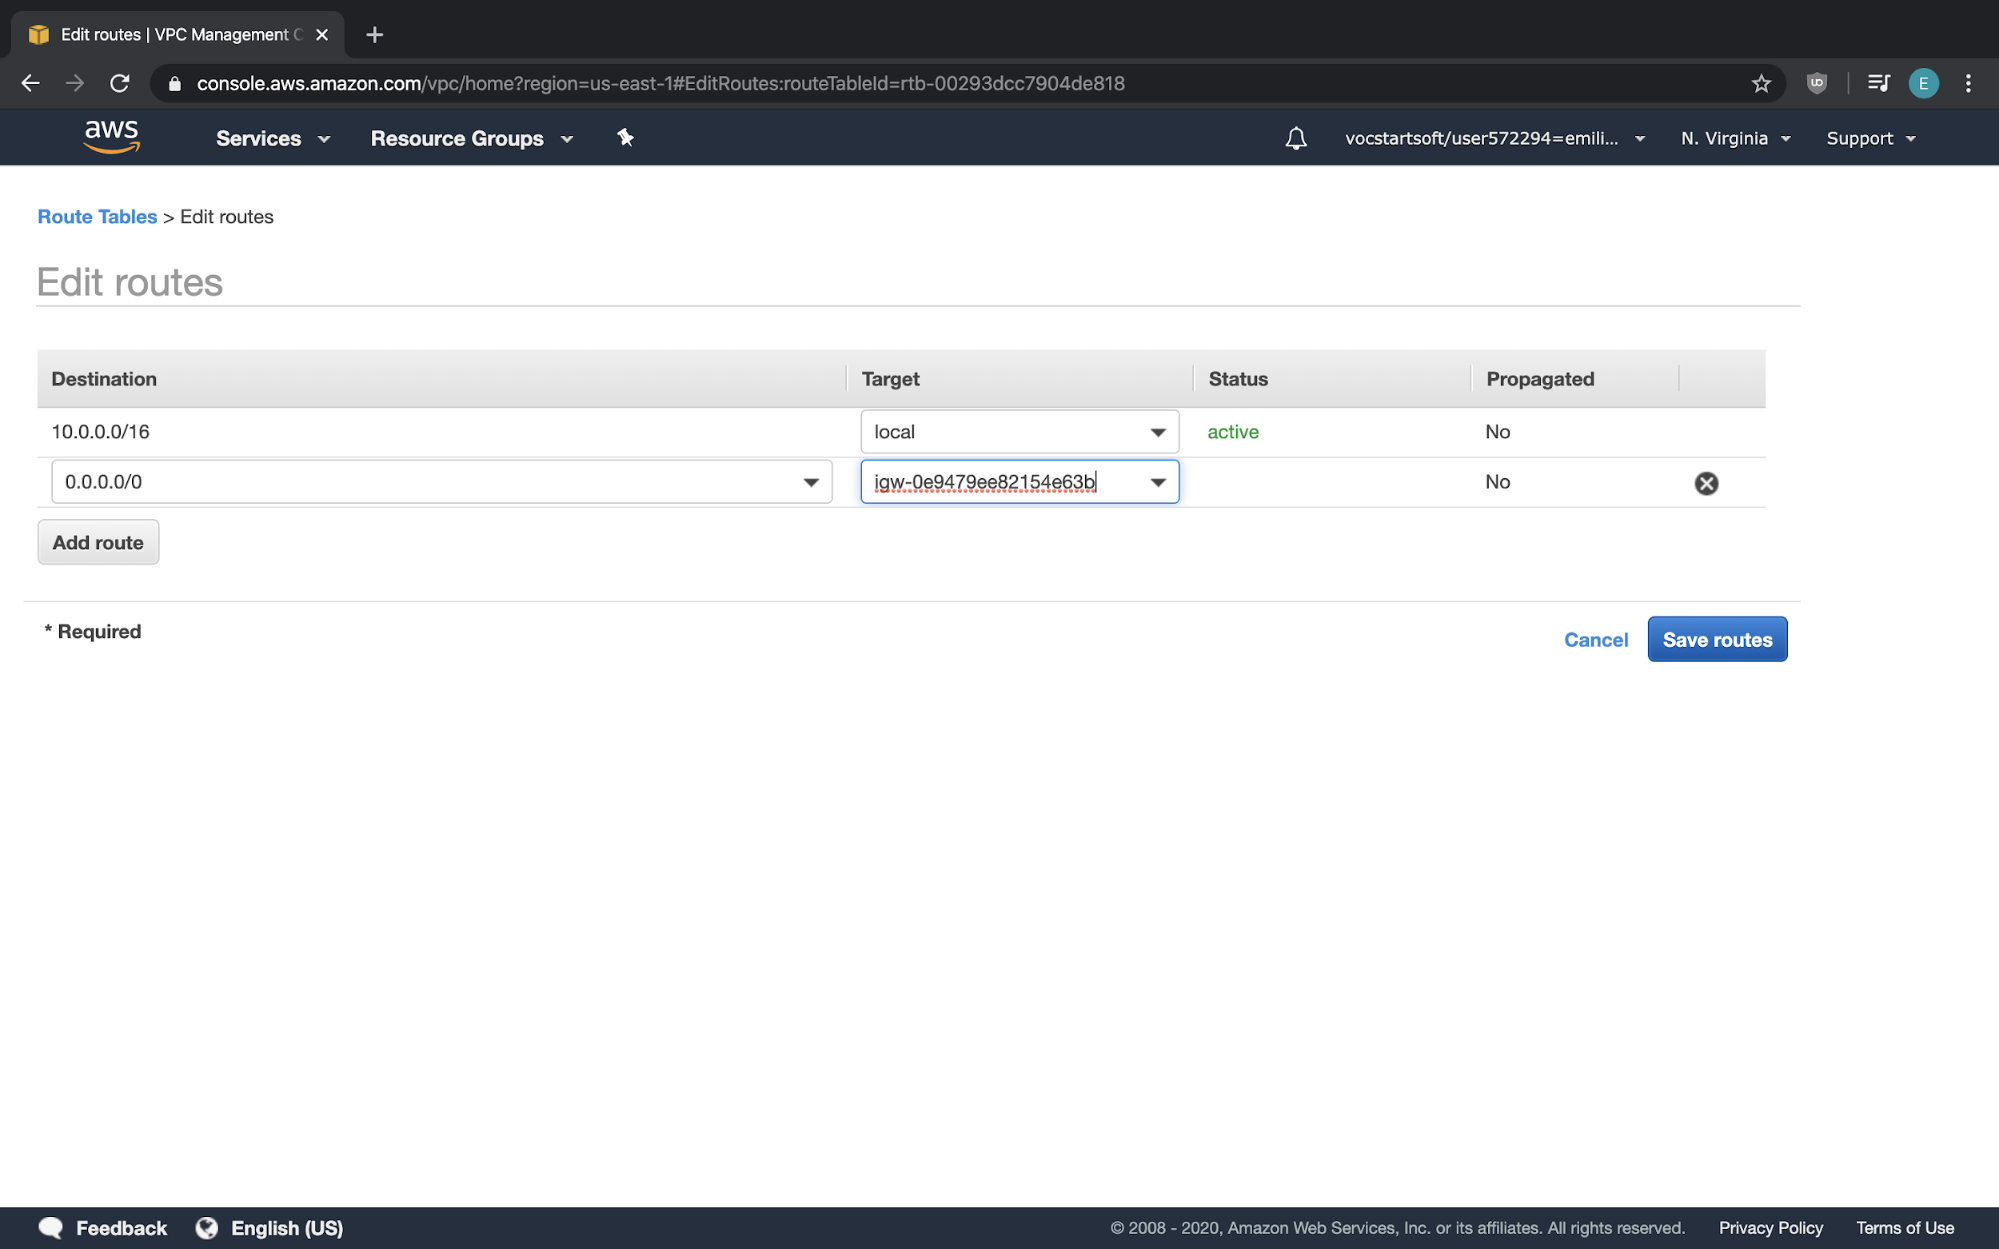 Edit routes | VPC Management C
console.aws.amazon.com/vpc/home?region=us-east-1#EditRoutes:routeTableId=rtb-00293dcc7904de818
E
aws Services Resource Groups vocstartsoft/user572294=emili... N. Virginia Support
Route Tables > Edit routes
Edit routes
Destination Target Status Propagated
10.0.0.0/16 local active No
0.0.0.0/0 igw-0e9479ee82154e63b No
Add route
* Required
Cancel Save routes
Feedback English (US) © 2008 - 2020, Amazon Web Services, Inc. or its affiliates. All rights reserved. Privacy Policy Terms of Use